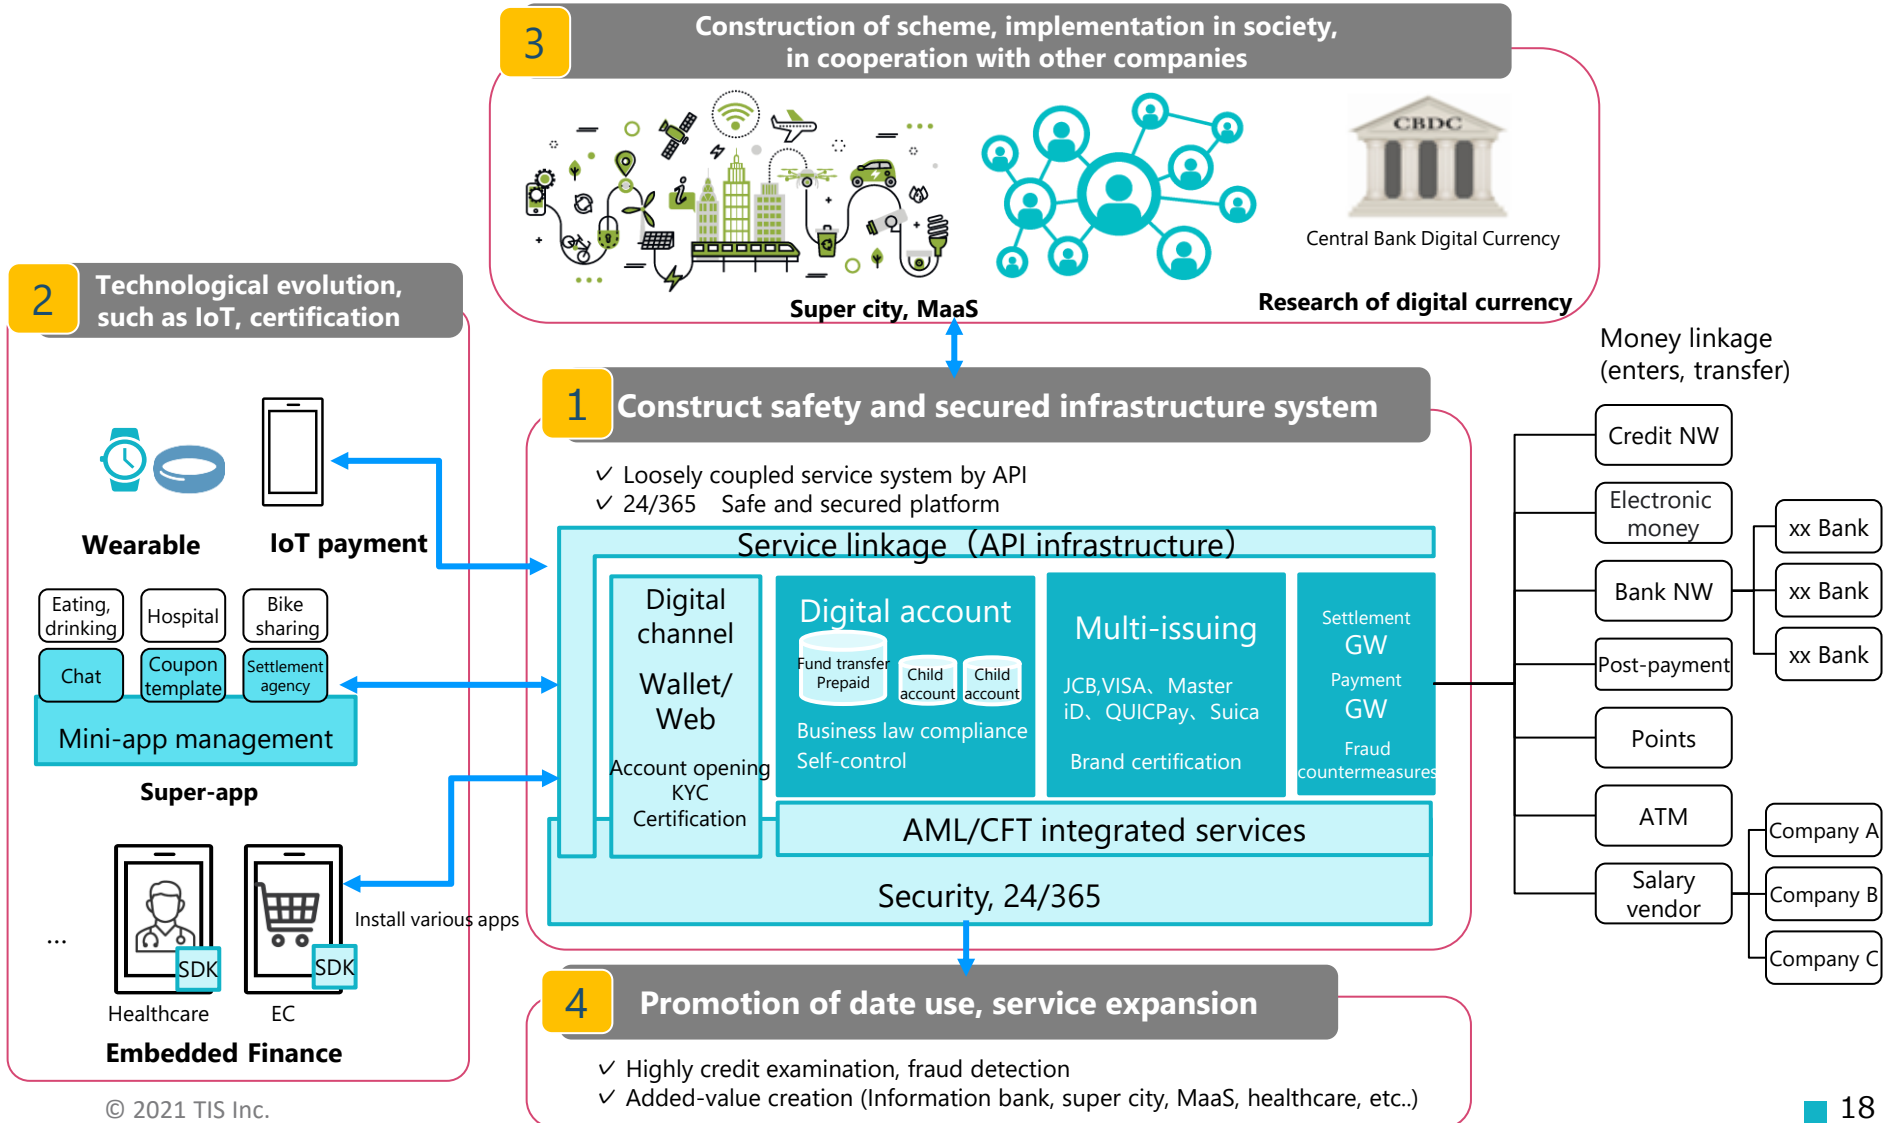 3
Construction of scheme, implementation in society,
in cooperation with other companies
CBDC
Central Bank Digital Currency
Super city, MaaS
Research of digital currency
2
Technological evolution,
such as IoT, certification
Wearable
IoT payment
Eating,
drinking
Hospital
Bike
sharing
Chat
Coupon
template
Settlement
agency
Mini-app management
Super-app
...
SDK
SDK
Install various apps
Healthcare
EC
Embedded Finance
1
Construct safety and secured infrastructure system
✓ Loosely coupled service system by API
✓ 24/365　Safe and secured platform
Service linkage（API infrastructure）
Digital
channel
Wallet/
Web
Account opening
KYC
Certification
Digital account
Fund transfer
Prepaid
Child
account
Child
account
Business law compliance
Self-control
Multi-issuing
JCB,VISA、Master
iD、QUICPay、Suica
Brand certification
Settlement
GW
Payment
GW
Fraud
countermeasures
AML/CFT integrated services
Security, 24/365
Money linkage
(enters, transfer)
Credit NW
Electronic
money
Bank NW
xx Bank
xx Bank
xx Bank
Post-payment
Points
ATM
Salary
vendor
Company A
Company B
Company C
4
Promotion of date use, service expansion
✓ Highly credit examination, fraud detection
✓ Added-value creation (Information bank, super city, MaaS, healthcare, etc..)
© 2021 TIS Inc.
18